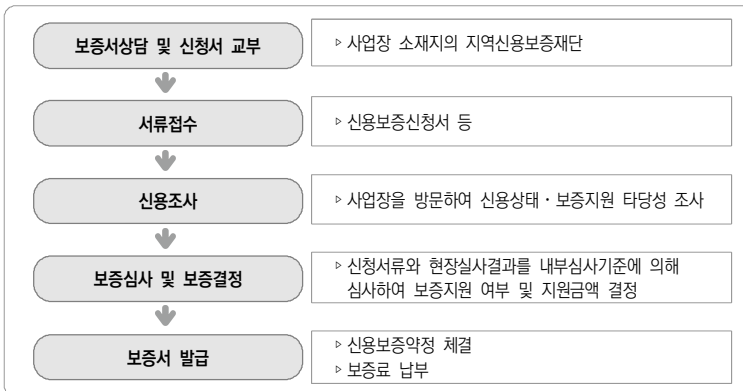 보증서상담 및 신청서 교부
▹ 사업장 소재지의 지역신용보증재단
서류접수
▹ 신용보증신청서 등
신용조사
▹ 사업장을 방문하여 신용상태・보증지원 타당성 조사
보증심사 및 보증결정
▹ 신청서류와 현장실사결과를 내부심사기준에 의해
심사하여 보증지원 여부 및 지원금액 결정
보증서 발급
▹ 신용보증약정 체결
▹ 보증료 납부